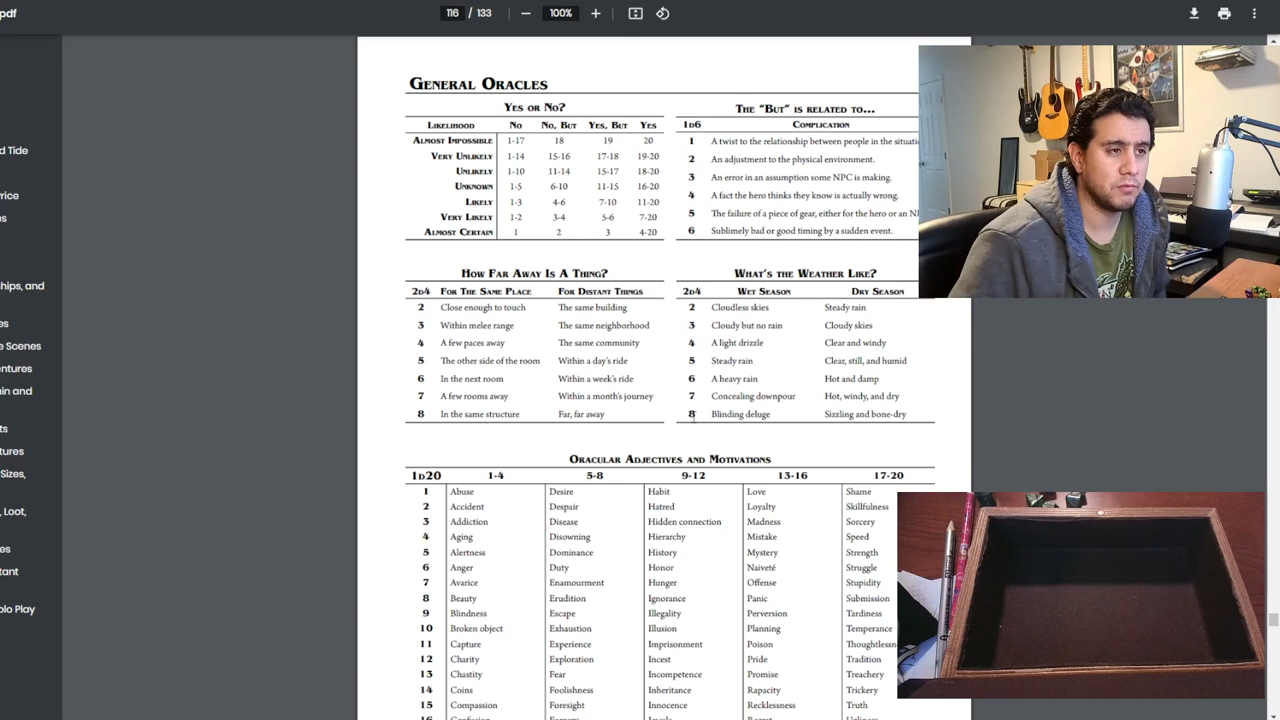 pdf
116 / 133
100%
d Tide
rice
es
hips, and
es
e Scenes
entures
in and
ts
tures
Sizes,
, Loot,
es
tant
olo Play
General Oracles
Yes or No?
Likelihood No No, But Yes, But Yes
Almost Impossible 1-17 18 19 20
Very Unlikely 1-14 15-16 17-18 19-20
Unlikely 1-10 11-14 15-17 18-20
Unknown 1-5 6-10 11-15 16-20
Likely 1-3 4-6 7-10 11-20
Very Likely 1-2 3-4 5-6 7-20
Almost Certain 1 2 3 4-20
The "But" is related to...
1d6 Complication
1 A twist to the relationship between people in the situatio
2 An adjustment to the physical environment.
3 An error in an assumption some NPC is making.
4 A fact the hero thinks they know is actually wrong.
5 The failure of a piece of gear, either for the hero or an NP
6 Sublimely bad or good timing by a sudden event.
How Far Away Is A Thing?
2d4 For The Same Place For Distant Things
2 Close enough to touch The same building
3 Within melee range The same neighborhood
4 A few paces away The same community
5 The other side of the room Within a day's ride
6 In the next room Within a week's ride
7 A few rooms away Within a month's journey
8 In the same structure Far, far away
What's the Weather Like?
2d4 Wet Season Dry Season
2 Cloudless skies Steady rain
3 Cloudy but no rain Cloudy skies
4 A light drizzle Clear and windy
5 Steady rain Clear, still, and humid
6 A heavy rain Hot and damp
7 Concealing downpour Hot, windy, and dry
8 Blinding deluge Sizzling and bone-dry
Oracular Adjectives and Motivations
1d20 1-4 5-8 9-12 13-16 17-20
1 Abuse Desire Habit Love Shame
2 Accident Despair Hatred Loyalty Skillfulness
3 Addiction Disease Hidden connection Madness Sorcery
4 Aging Disowning Hierarchy Mistake Speed
5 Alertness Dominance History Mystery Strength
6 Anger Duty Honor Naiveté Struggle
7 Avarice Enamourment Hunger Offense Stupidity
8 Beauty Erudition Ignorance Panic Submission
9 Blindness Escape Illegality Perversion Tardiness
10 Broken object Exhaustion Illusion Planning Temperance
11 Capture Experience Imprisonment Poison Thoughtlessn
12 Charity Exploration Incest Pride Tradition
13 Chastity Fear Incompetence Promise Treachery
14 Coins Foolishness Inheritance Rapacity Trickery
15 Compassion Foresight Innocence Recklessness Truth
16